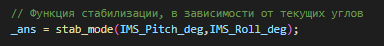 // Функция стабилизации, в зависимости от текущих углов
_ans = stab_mode(IMS_Pitch_deg,IMS_Roll_deg);